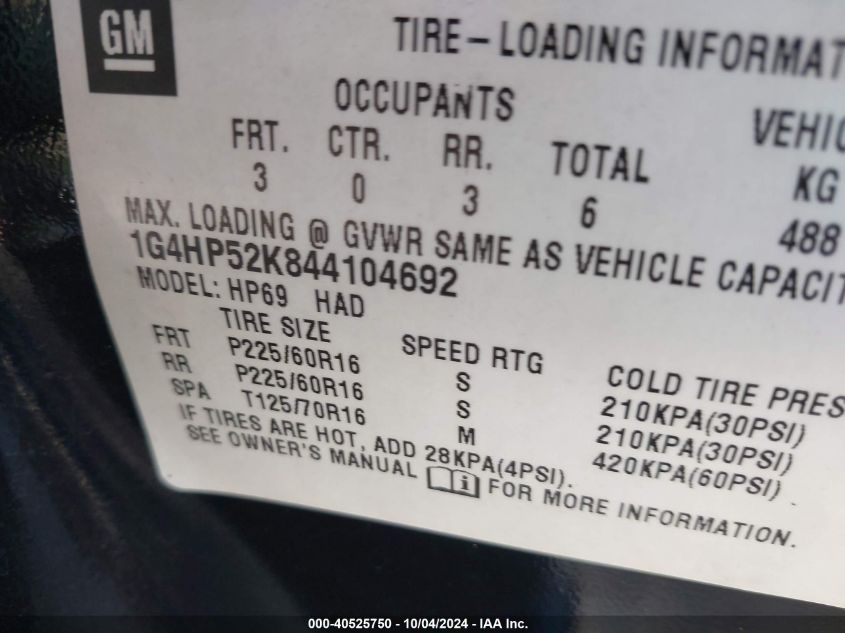 GM
TIRE-LOADING INFORMAT
OCCUPANTS
VEHIC
FRT. CTR. RR. TOTAL KG
3 0 3 6 488
MAX. LOADING @ GVWR SAME AS VEHICLE CAPACIT
1G4HP52K844104692
MODEL: HP69 HAD
TIRE SIZE SPEED RTG COLD TIRE PRES
FRT P225/60R16 S 210KPA(30PSI)
RR P225/60R16 S 210KPA(30PSI)
SPA T125/70R16 M 420KPA(60PSI)
IF TIRES ARE HOT, ADD 28KPA(4PSI).
SEE OWNER'S MANUAL FOR MORE INFORMATION.
000-40525750 - 10/04/2024 - IAA Inc.